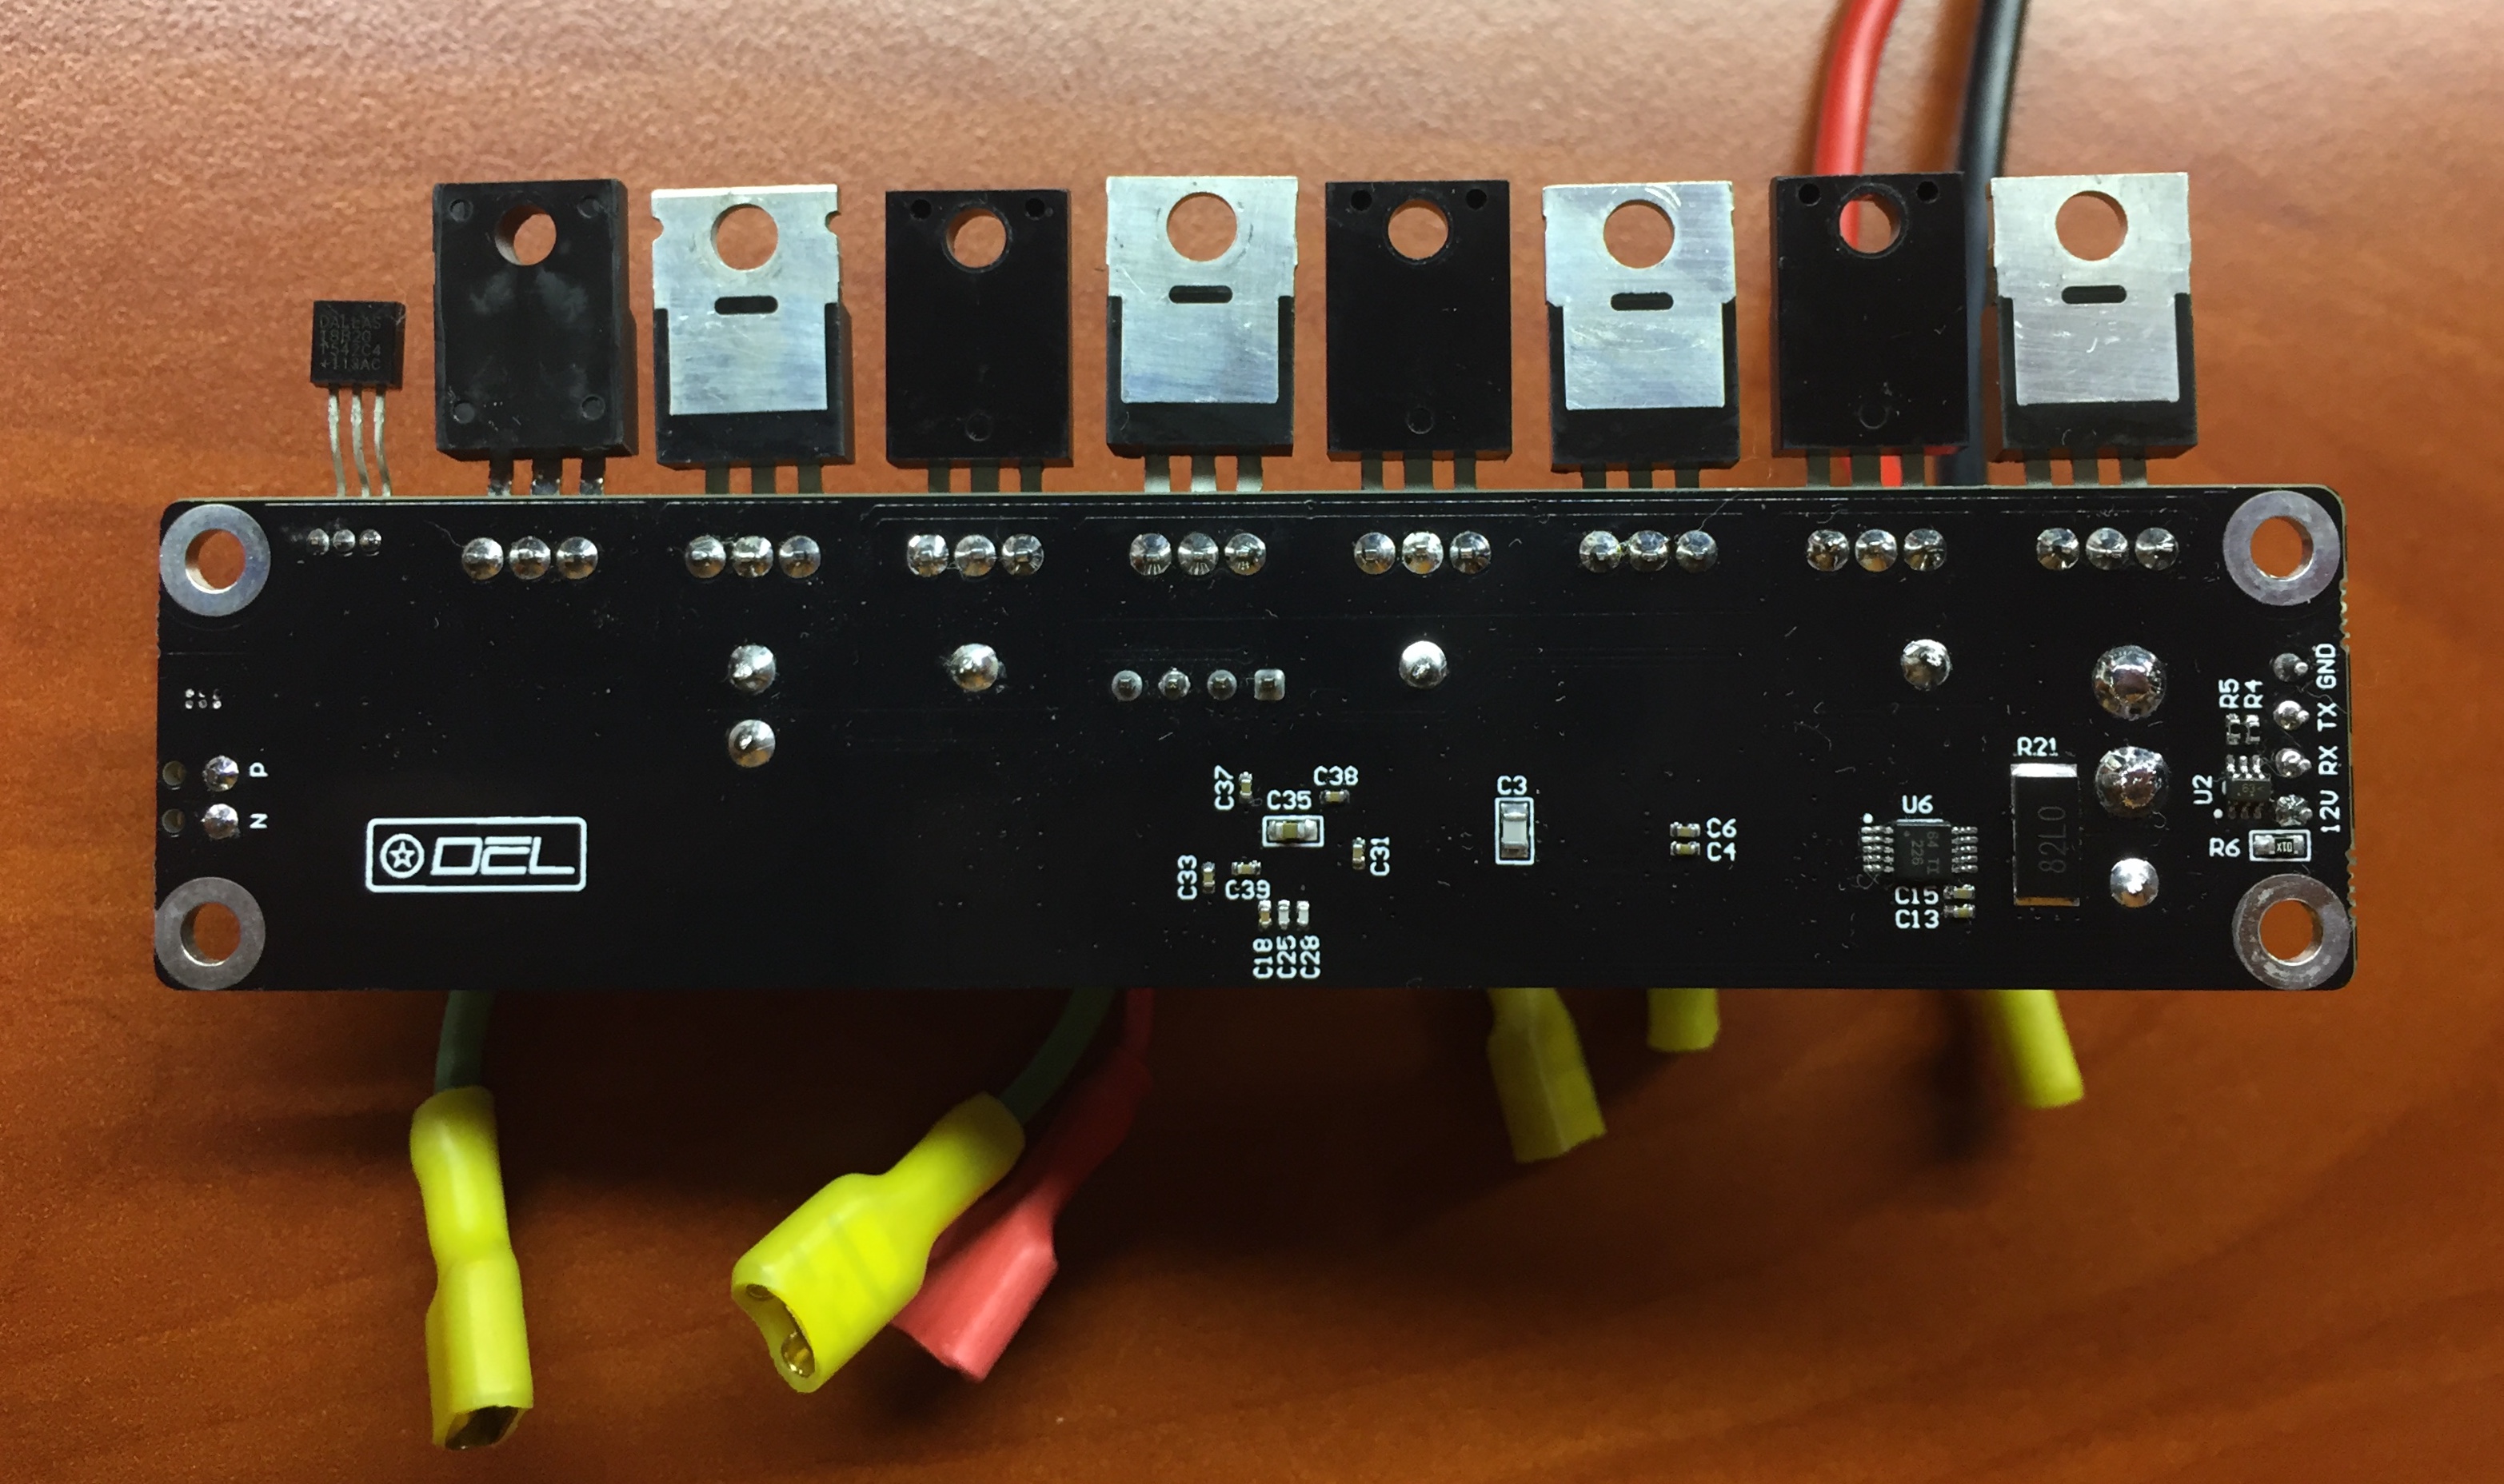 DALLAS
18B20
1542C4
+113AC
GND
TX
RX
12V
R5
R4
U2
R6
01X
R21
82L0
U6
64 TI
226
C15
C13
C6
C4
C3
C37
C38
C35
C31
C33
C39
C18
C25
C28
P
N
DEL